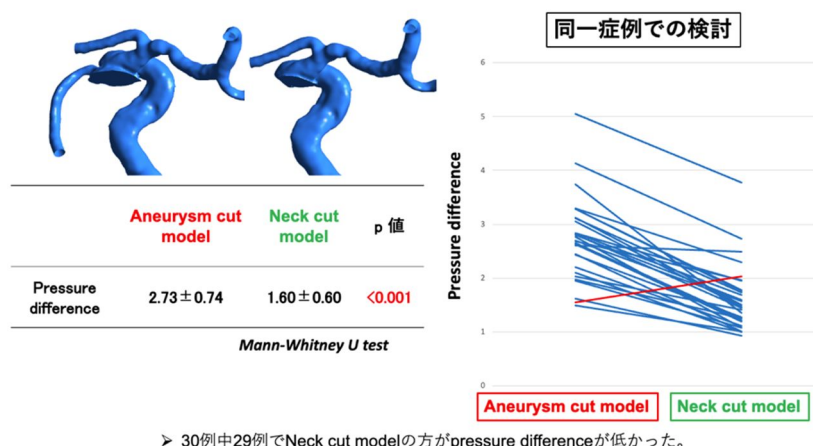 同一症例での検討
Aneurysm cut
model
Neck cut
model
p 値
Pressure
difference
2.73±0.74
1.60±0.60
<0.001
Mann-Whitney U test
Pressure difference
6
5
4
3
2
1
0
Aneurysm cut model
Neck cut model
➢ 30例中29例でNeck cut modelの方がpressure differenceが低かった。